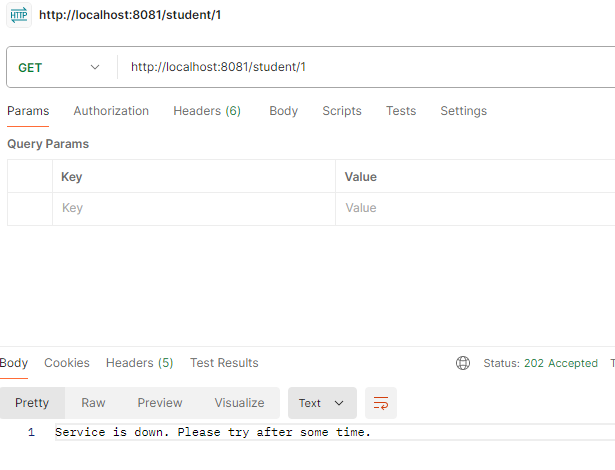 HTTP http://localhost:8081/student/1
GET http://localhost:8081/student/1
Params Authorization Headers (6) Body Scripts Tests Settings
Query Params
Key Value
Key Value
Body Cookies Headers (5) Test Results Status: 202 Accepted T
Pretty Raw Preview Visualize Text
1 Service is down. Please try after some time.